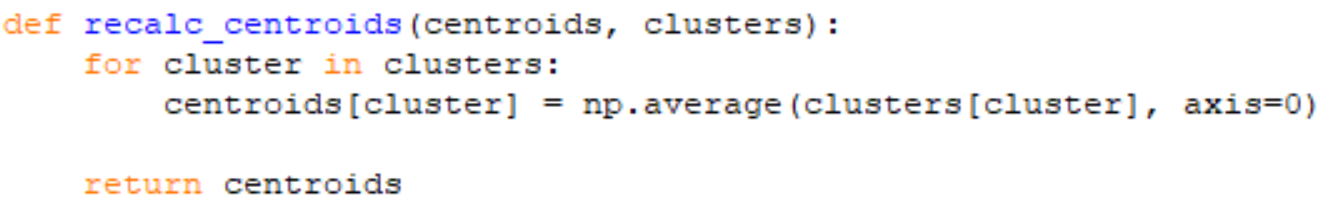 def recalc_centroids(centroids, clusters):
    for cluster in clusters:
        centroids[cluster] = np.average(clusters[cluster], axis=0)
    return centroids